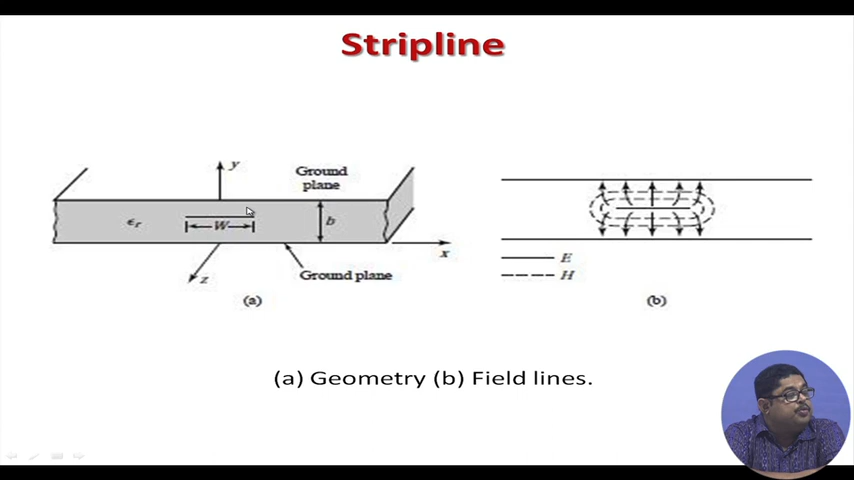 Stripline
y
Ground
plane
ϵr
W
b
x
z
Ground plane
(a)
E
H
(b)
(a) Geometry (b) Field lines.